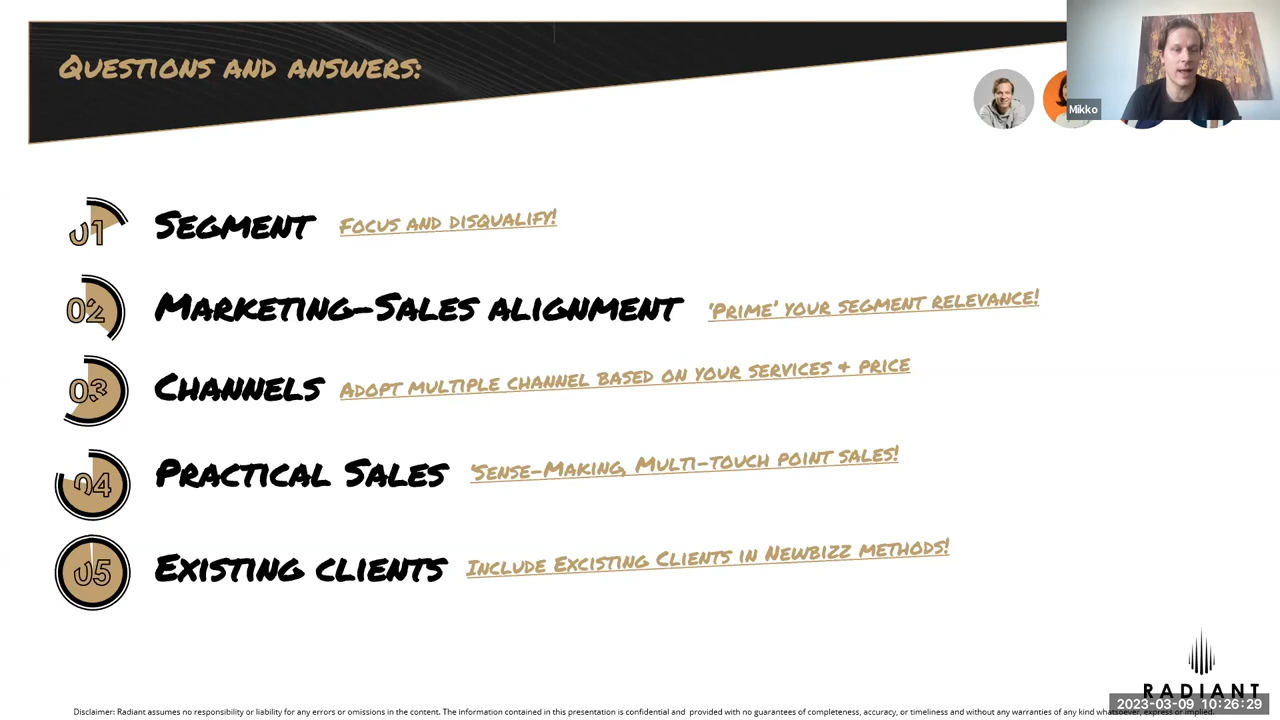 Questions and answers:
Mikko
01 Segment Focus and disqualify!
02 Marketing-Sales alignment 'Prime' your segment relevance!
03 Channels Adopt multiple channel based on your services & price
04 Practical Sales 'Sense-Making, Multi-touch point sales!
05 Existing clients Include Excisting Clients in Newbizz methods!
RADIANT
2023-03-09 10:26:29
Disclaimer: Radiant assumes no responsibility or liability for any errors or omissions in the content. The information contained in this presentation is confidential and provided with no guarantees of completeness, accuracy, or timeliness and without any warranties of any kind whatsoever, express or implied.